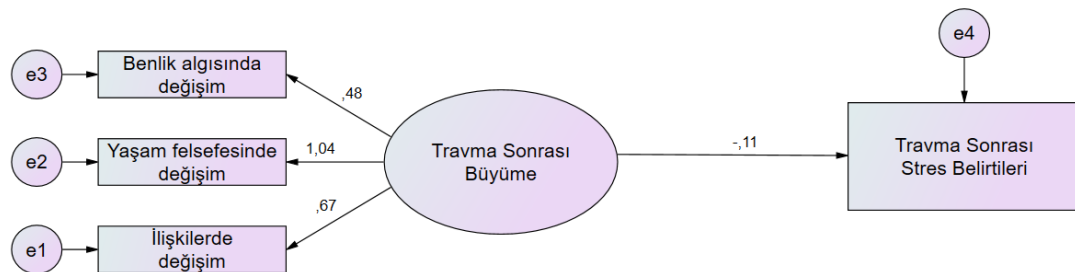 e4
e3
Benlik algısında
değişim
,48
e2
Yaşam felsefesinde
değişim
1,04
Travma Sonrası
Büyüme
-,11
Travma Sonrası
Stres Belirtileri
,67
e1
İlişkilerde
değişim